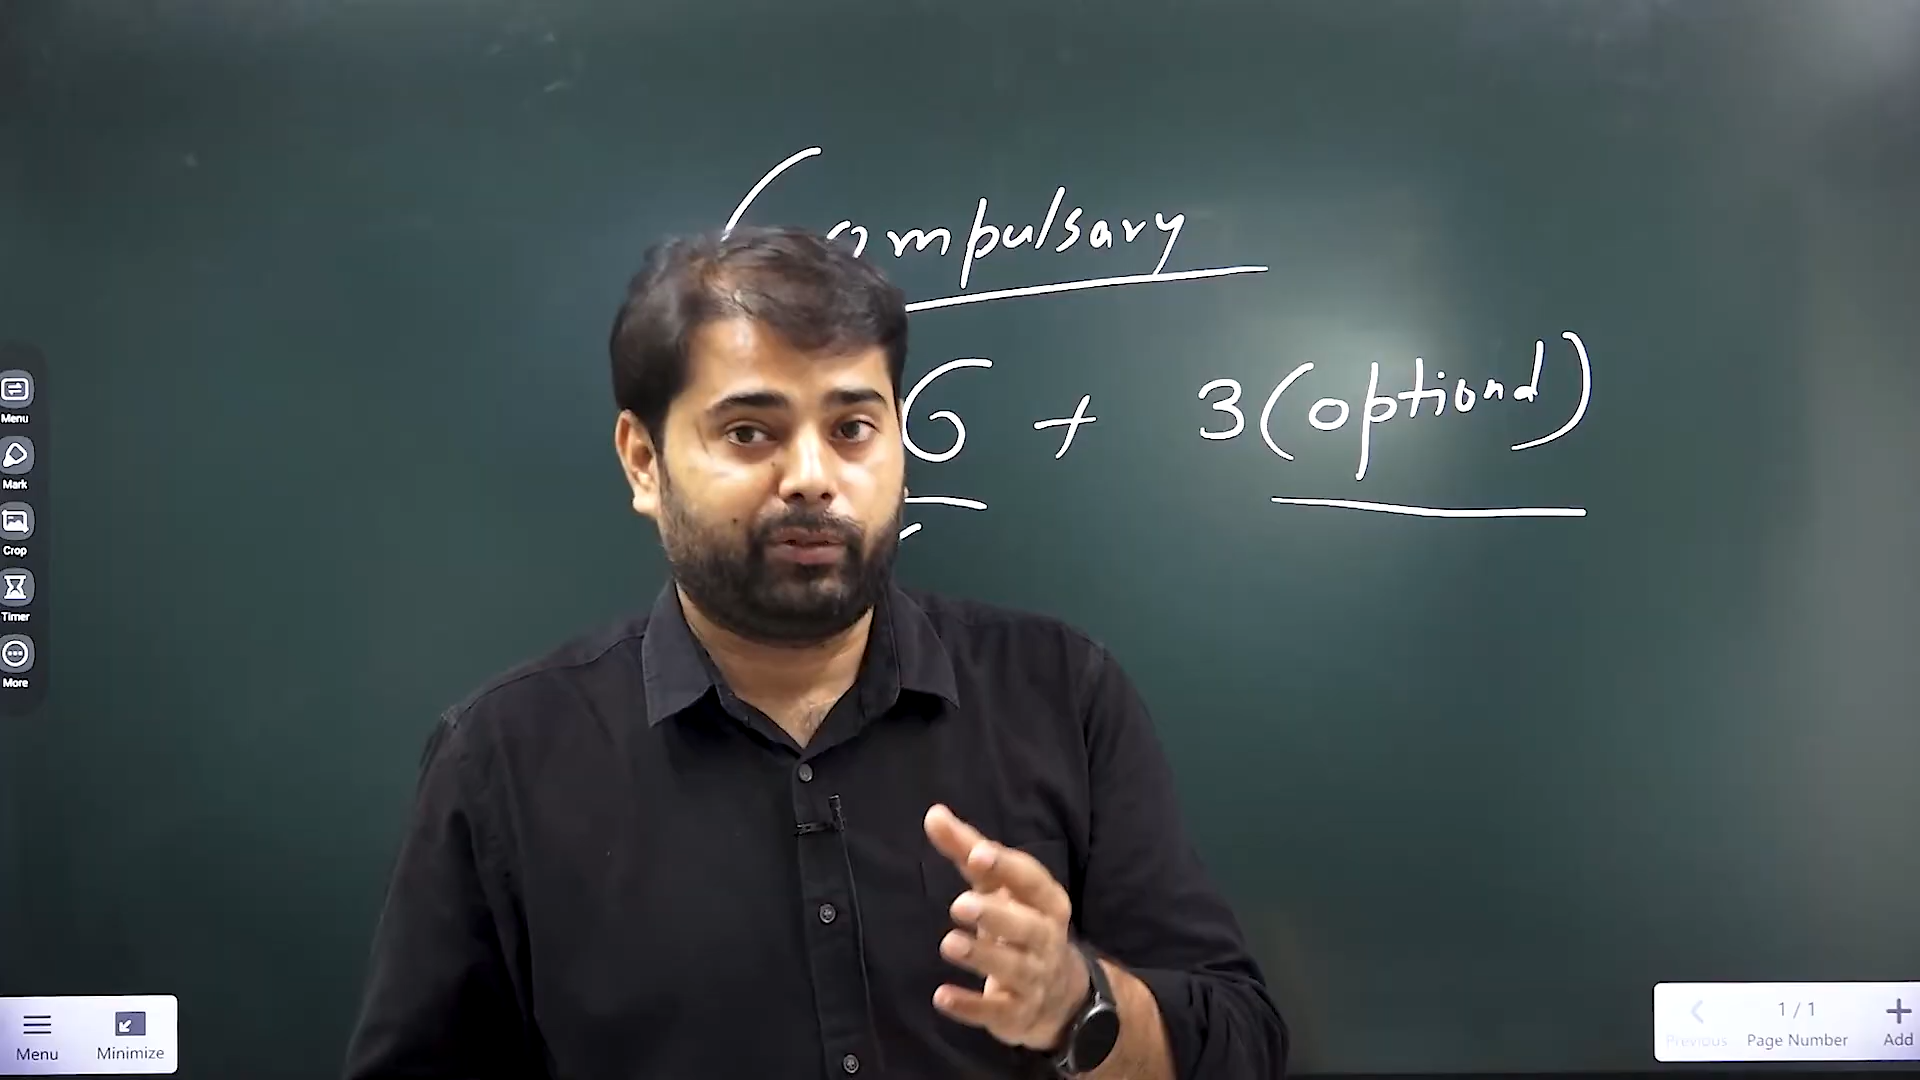 Compulsary
6 + 3 (optional)
Menu
Mark
Crop
Timer
More
Menu
Minimize
Previous
1 / 1
Page Number
Add